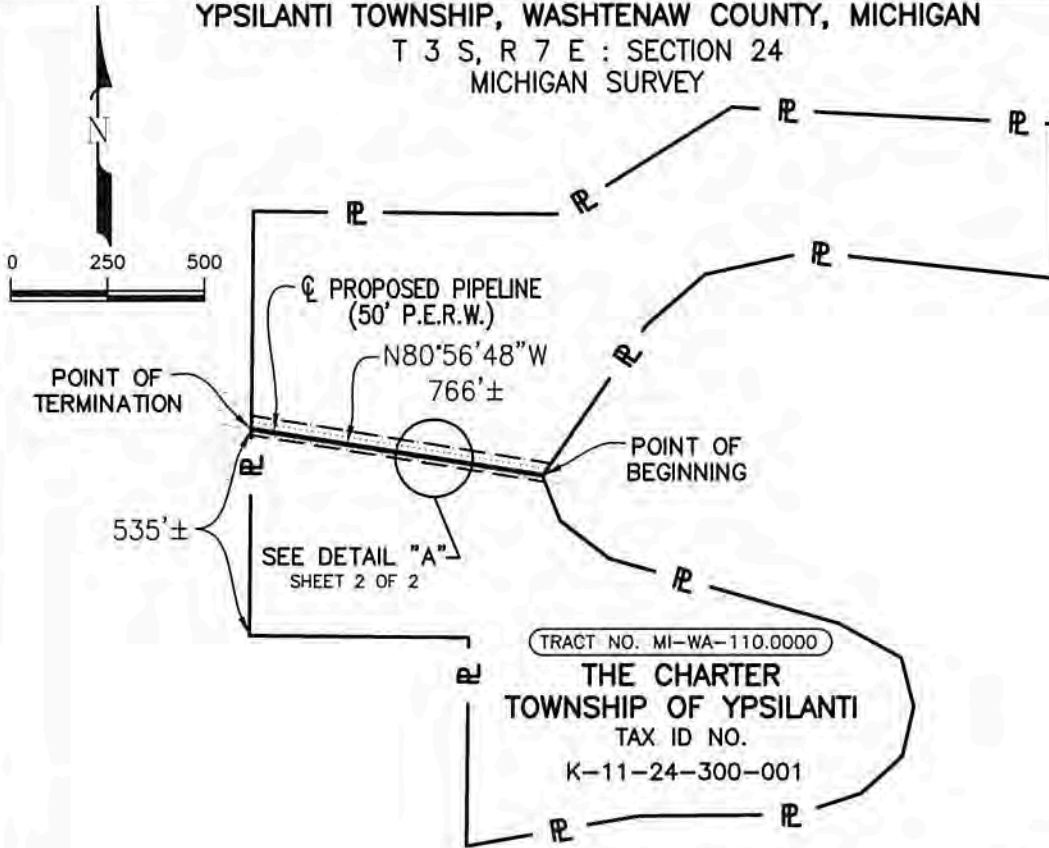 YPSILANTI TOWNSHIP, WASHTENAW COUNTY, MICHIGAN
T 3 S, R 7 E : SECTION 24
MICHIGAN SURVEY
N
0 250 500
PL
PL
PL
PL
PL
PL
℄ PROPOSED PIPELINE
(50' P.E.R.W.)
N80°56'48"W
766'±
POINT OF
TERMINATION
POINT OF
BEGINNING
PL
535'±
SEE DETAIL "A"
SHEET 2 OF 2
PL
TRACT NO. MI-WA-110.0000
PL
THE CHARTER
TOWNSHIP OF YPSILANTI
TAX ID NO.
K-11-24-300-001
PL
PL